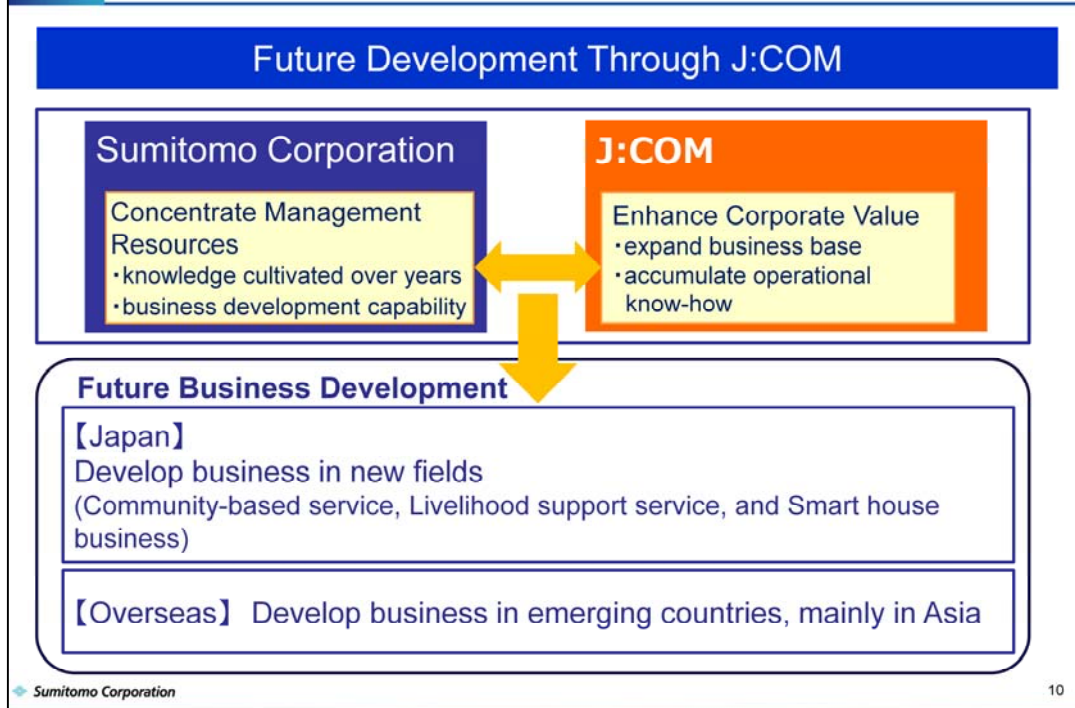 Future Development Through J:COM
Sumitomo Corporation
Concentrate Management
Resources
・knowledge cultivated over years
・business development capability
J:COM
Enhance Corporate Value
・expand business base
・accumulate operational
know-how
Future Business Development
【Japan】
Develop business in new fields
(Community-based service, Livelihood support service, and Smart house
business)
【Overseas】 Develop business in emerging countries, mainly in Asia
Sumitomo Corporation
10